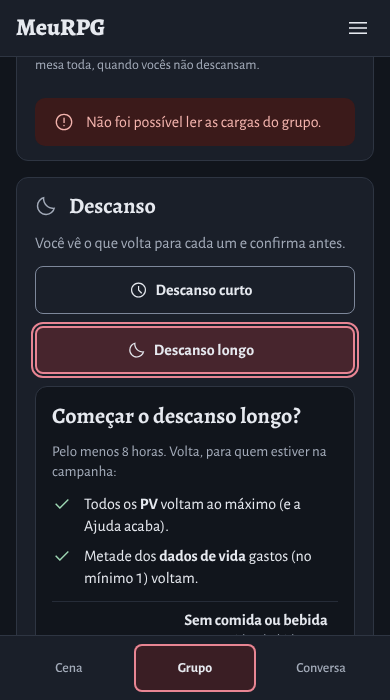 MeuRPG
mesa toda, quando vocês não descansam.
Não foi possível ler as cargas do grupo.
Descanso
Você vê o que volta para cada um e confirma antes.
Descanso curto
Descanso longo
Começar o descanso longo?
Pelo menos 8 horas. Volta, para quem estiver na
campanha:
Todos os PV voltam ao máximo (e a
Ajuda acaba).
Metade dos dados de vida gastos (no
mínimo 1) voltam.
Sem comida ou bebida
Cena
Grupo
Conversa